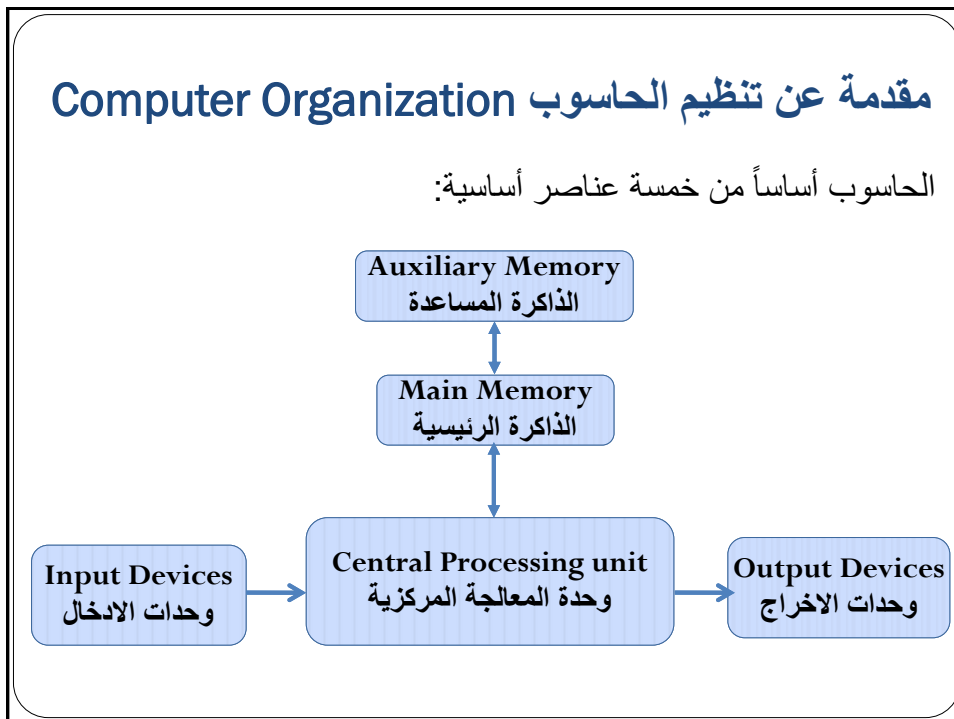 مقدمة عن تنظيم الحاسوب Computer Organization
الحاسوب أساساً من خمسة عناصر أساسية:
Auxiliary Memory
الذاكرة المساعدة
Main Memory
الذاكرة الرئيسية
Input Devices
وحدات الادخال
Central Processing unit
وحدة المعالجة المركزية
Output Devices
وحدات الاخراج